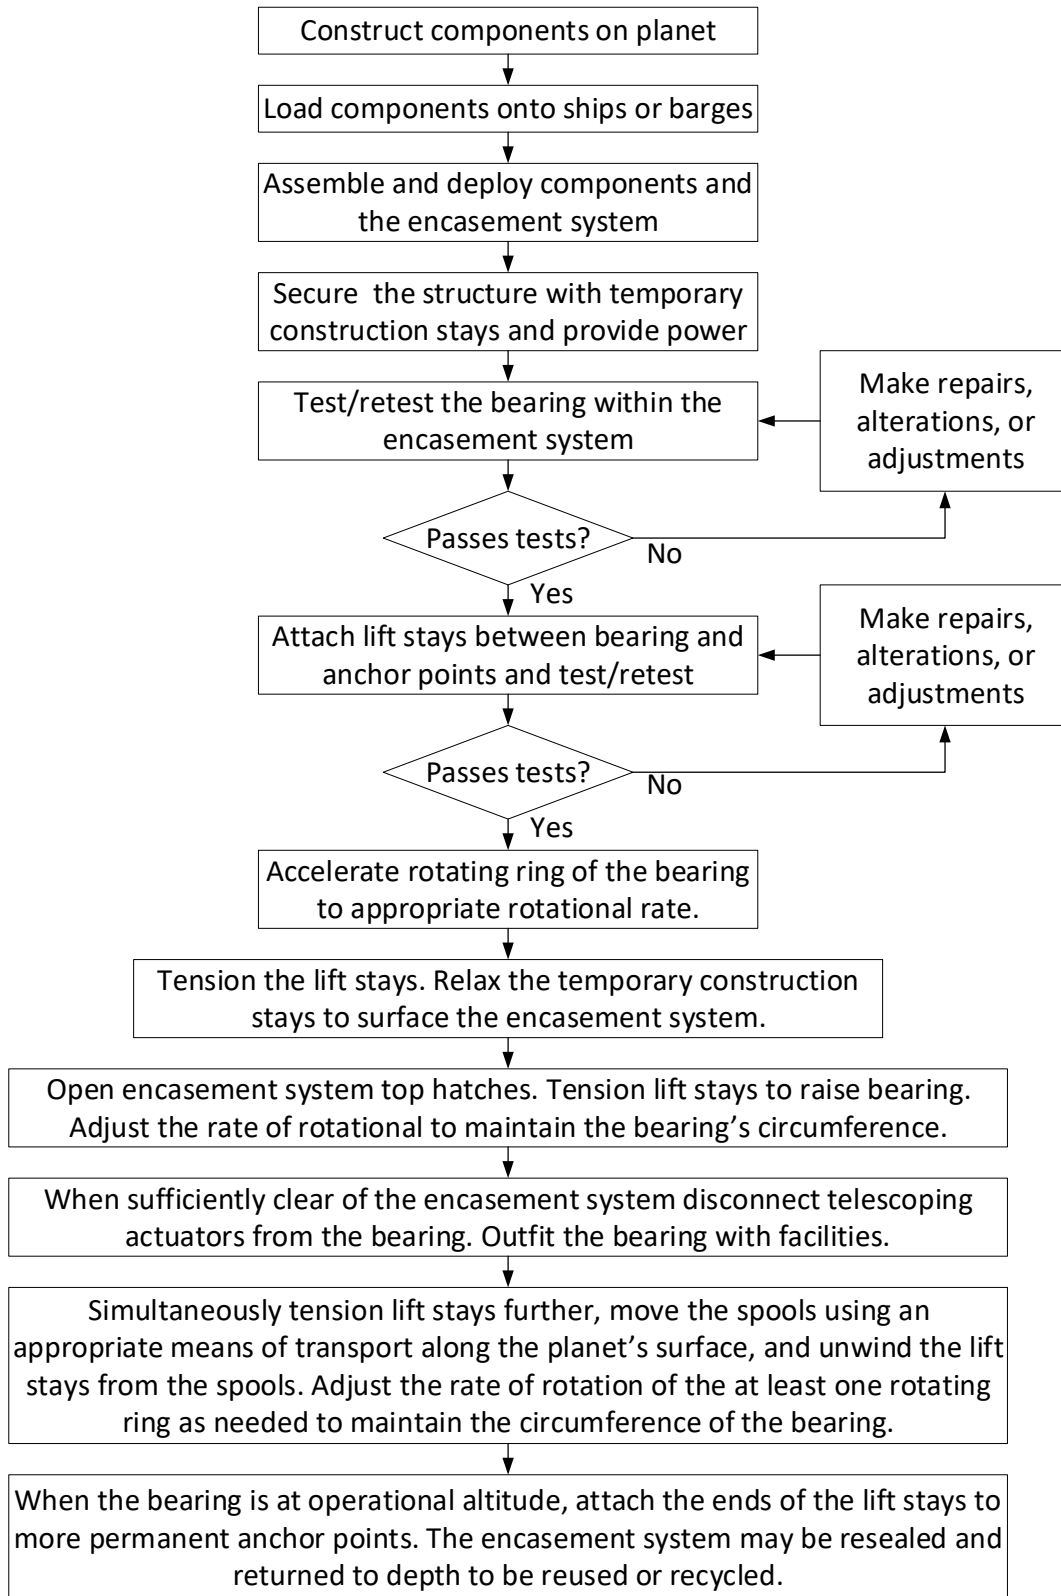 Construct components on planet
Load components onto ships or barges
Assemble and deploy components and
the encasement system
Secure  the structure with temporary
construction stays and provide power
Test/retest the bearing within the
encasement system
Make repairs,
alterations, or
adjustments
Passes tests?
No
Yes
Attach lift stays between bearing and
anchor points and test/retest
Make repairs,
alterations, or
adjustments
Passes tests?
No
Yes
Accelerate rotating ring of the bearing
to appropriate rotational rate.
Tension the lift stays. Relax the temporary construction
stays to surface the encasement system.
Open encasement system top hatches. Tension lift stays to raise bearing.
Adjust the rate of rotational to maintain the bearing’s circumference.
When sufficiently clear of the encasement system disconnect telescoping
actuators from the bearing. Outfit the bearing with facilities.
Simultaneously tension lift stays further, move the spools using an
appropriate means of transport along the planet’s surface, and unwind the lift
stays from the spools. Adjust the rate of rotation of the at least one rotating
ring as needed to maintain the circumference of the bearing.
When the bearing is at operational altitude, attach the ends of the lift stays to
more permanent anchor points. The encasement system may be resealed and
returned to depth to be reused or recycled.